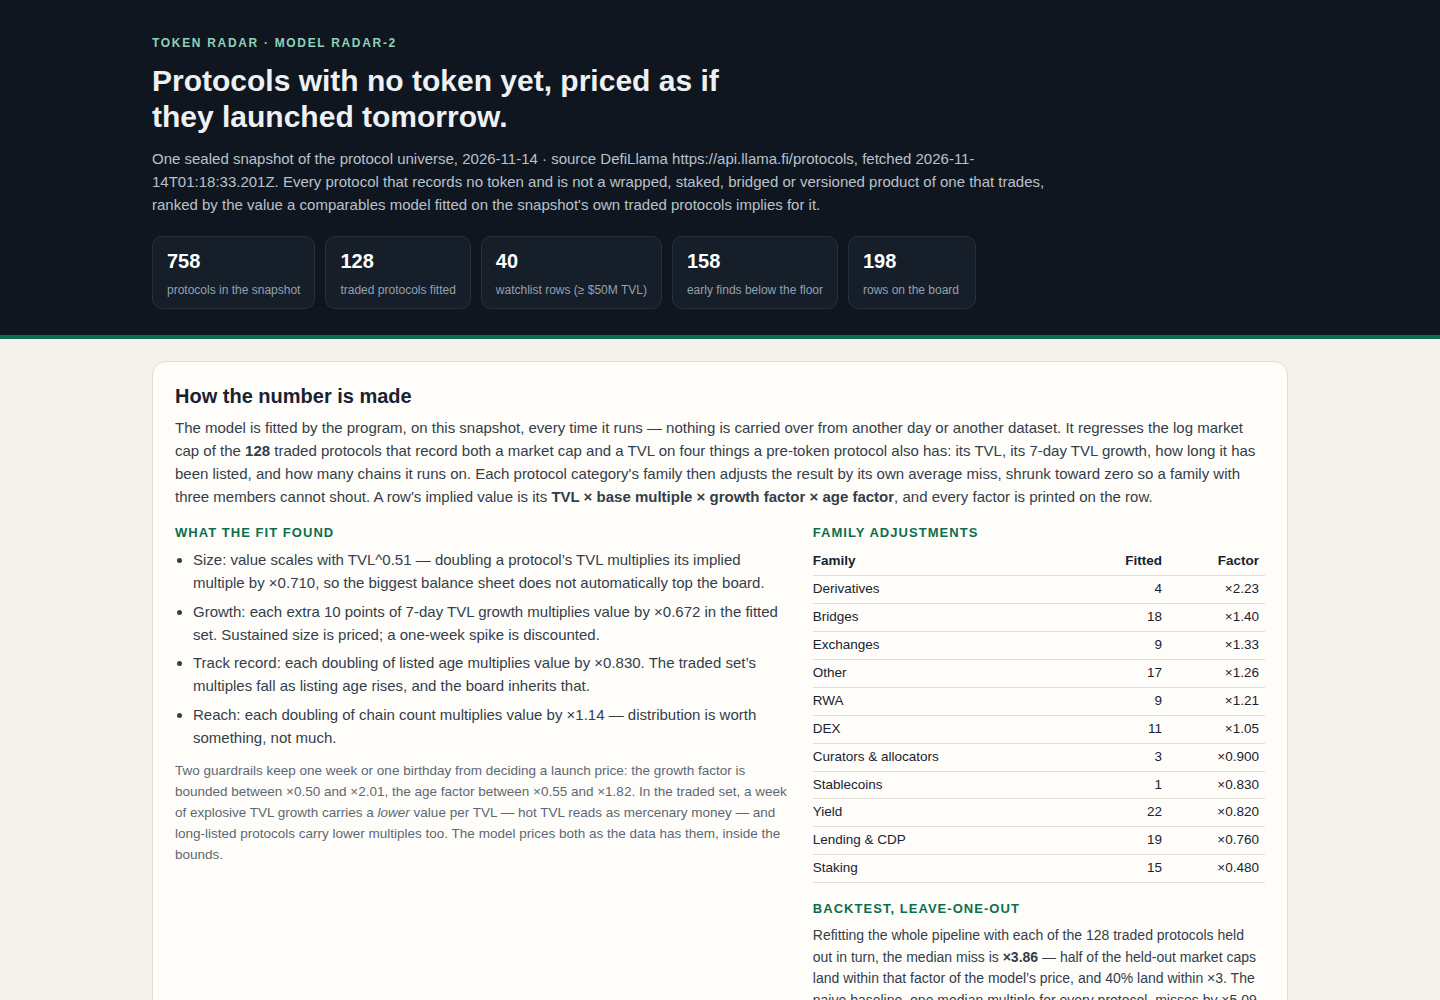 TOKEN RADAR · MODEL RADAR-2
Protocols with no token yet, priced as if
they launched tomorrow.
One sealed snapshot of the protocol universe, 2026-11-14 · source DefiLlama https://api.llama.fi/protocols, fetched 2026-11-
14T01:18:33.201Z. Every protocol that records no token and is not a wrapped, staked, bridged or versioned product of one that trades,
ranked by the value a comparables model fitted on the snapshot's own traded protocols implies for it.
758
protocols in the snapshot
128
traded protocols fitted
40
watchlist rows (≥ $50M TVL)
158
early finds below the floor
198
rows on the board
How the number is made
The model is fitted by the program, on this snapshot, every time it runs — nothing is carried over from another day or another dataset. It regresses the log market
cap of the 128 traded protocols that record both a market cap and a TVL on four things a pre-token protocol also has: its TVL, its 7-day TVL growth, how long it has
been listed, and how many chains it runs on. Each protocol category's family then adjusts the result by its own average miss, shrunk toward zero so a family with
three members cannot shout. A row's implied value is its TVL × base multiple × growth factor × age factor, and every factor is printed on the row.
WHAT THE FIT FOUND
Size: value scales with TVL^0.51 — doubling a protocol’s TVL multiplies its implied
multiple by ×0.710, so the biggest balance sheet does not automatically top the board.
Growth: each extra 10 points of 7-day TVL growth multiplies value by ×0.672 in the fitted
set. Sustained size is priced; a one-week spike is discounted.
Track record: each doubling of listed age multiplies value by ×0.830. The traded set’s
multiples fall as listing age rises, and the board inherits that.
Reach: each doubling of chain count multiplies value by ×1.14 — distribution is worth
something, not much.
Two guardrails keep one week or one birthday from deciding a launch price: the growth factor is
bounded between ×0.50 and ×2.01, the age factor between ×0.55 and ×1.82. In the traded set, a week
of explosive TVL growth carries a lower value per TVL — hot TVL reads as mercenary money — and
long-listed protocols carry lower multiples too. The model prices both as the data has them, inside the
bounds.
FAMILY ADJUSTMENTS
Family Fitted Factor
Derivatives 4 ×2.23
Bridges 18 ×1.40
Exchanges 9 ×1.33
Other 17 ×1.26
RWA 9 ×1.21
DEX 11 ×1.05
Curators & allocators 3 ×0.900
Stablecoins 1 ×0.830
Yield 22 ×0.820
Lending & CDP 19 ×0.760
Staking 15 ×0.480
BACKTEST, LEAVE-ONE-OUT
Refitting the whole pipeline with each of the 128 traded protocols held
out in turn, the median miss is ×3.86 — half of the held-out market caps
land within that factor of the model’s price, and 40% land within ×3. The
naive baseline, one median multiple for every protocol, misses by ×5.09